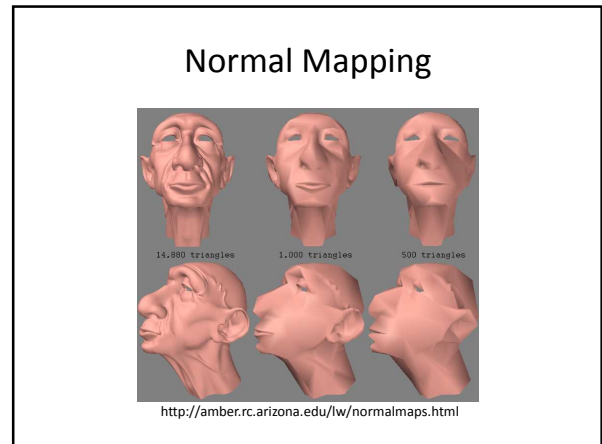 Normal Mapping
14,880 triangles 1,000 triangles 500 triangles
http://amber.rc.arizona.edu/lw/normalmaps.html